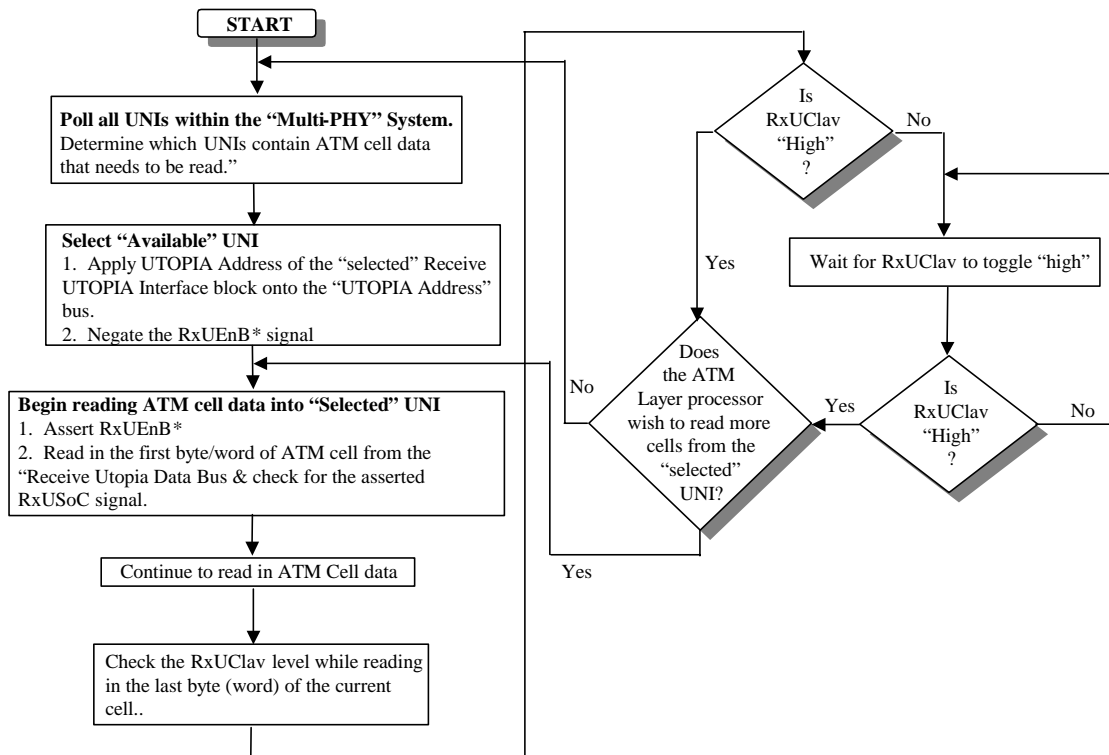 START
Poll all UNIs within the “Multi-PHY” System.
Determine which UNIs contain ATM cell data
that needs to be read.”
Select “Available” UNI
1. Apply UTOPIA Address of the “selected” Receive
UTOPIA Interface block onto the “UTOPIA Address”
bus.
2. Negate the RxUEnB* signal
Begin reading ATM cell data into “Selected” UNI
1. Assert RxUEnB*
2. Read in the first byte/word of ATM cell from the
“Receive Utopia Data Bus & check for the asserted
RxUSoC signal.
Continue to read in ATM Cell data
Check the RxUClav level while reading
in the last byte (word) of the current
cell..
Is
RxUClav
“High”
?
No
Yes
Wait for RxUClav to toggle “high”
Is
RxUClav
“High”
?
No
Yes
Does
the ATM
Layer processor
wish to read more
cells from the
“selected”
UNI?
No
Yes